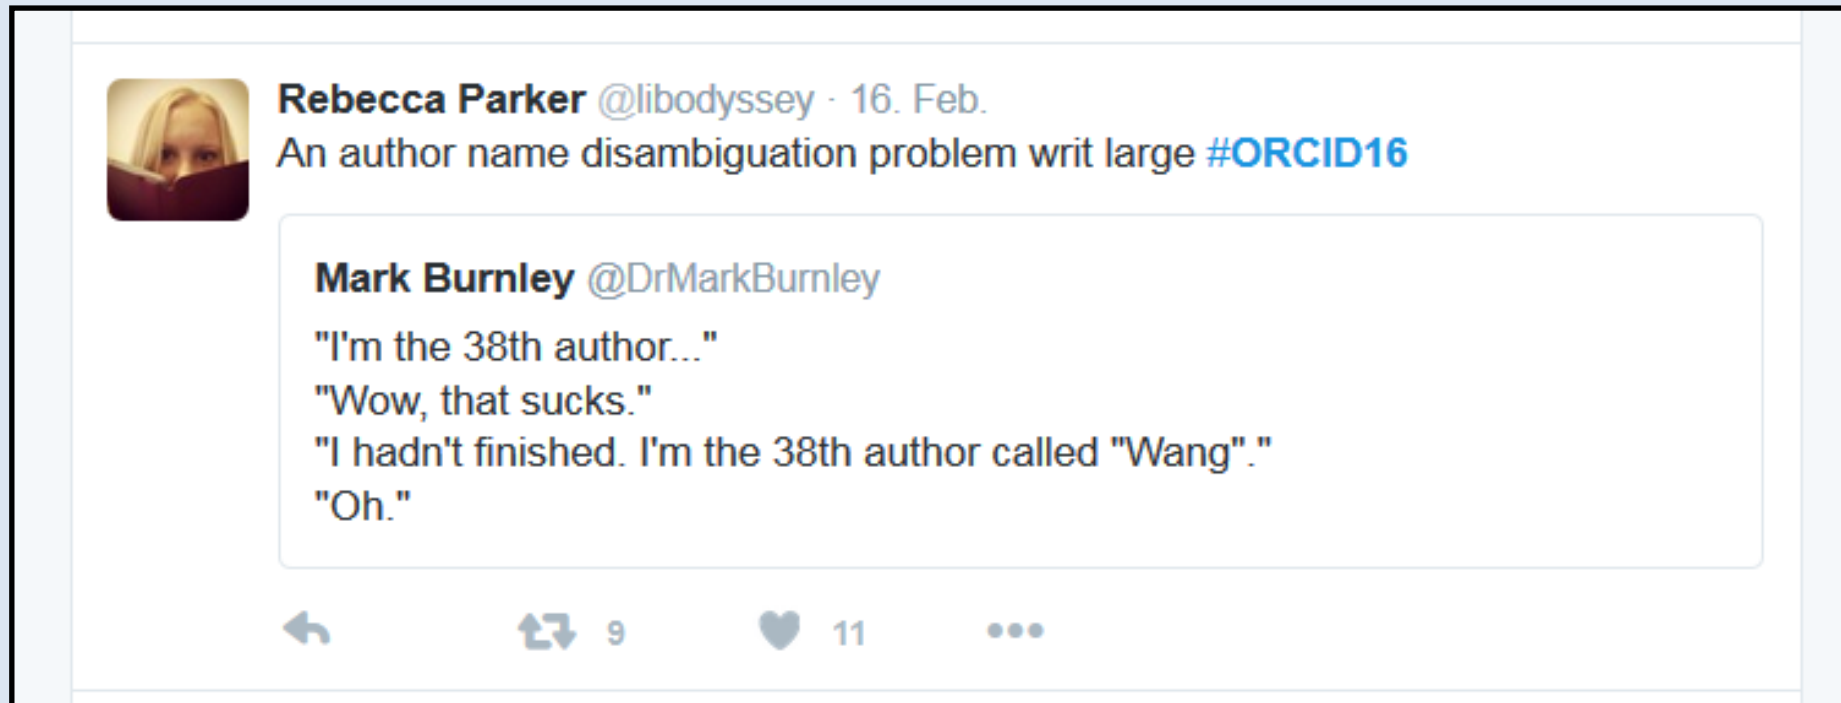 Rebecca Parker @libodyssey · 16. Feb.
An author name disambiguation problem writ large #ORCID16
Mark Burnley @DrMarkBurnley
"I'm the 38th author..."
"Wow, that sucks."
"I hadn't finished. I'm the 38th author called "Wang"."
"Oh."
9 11